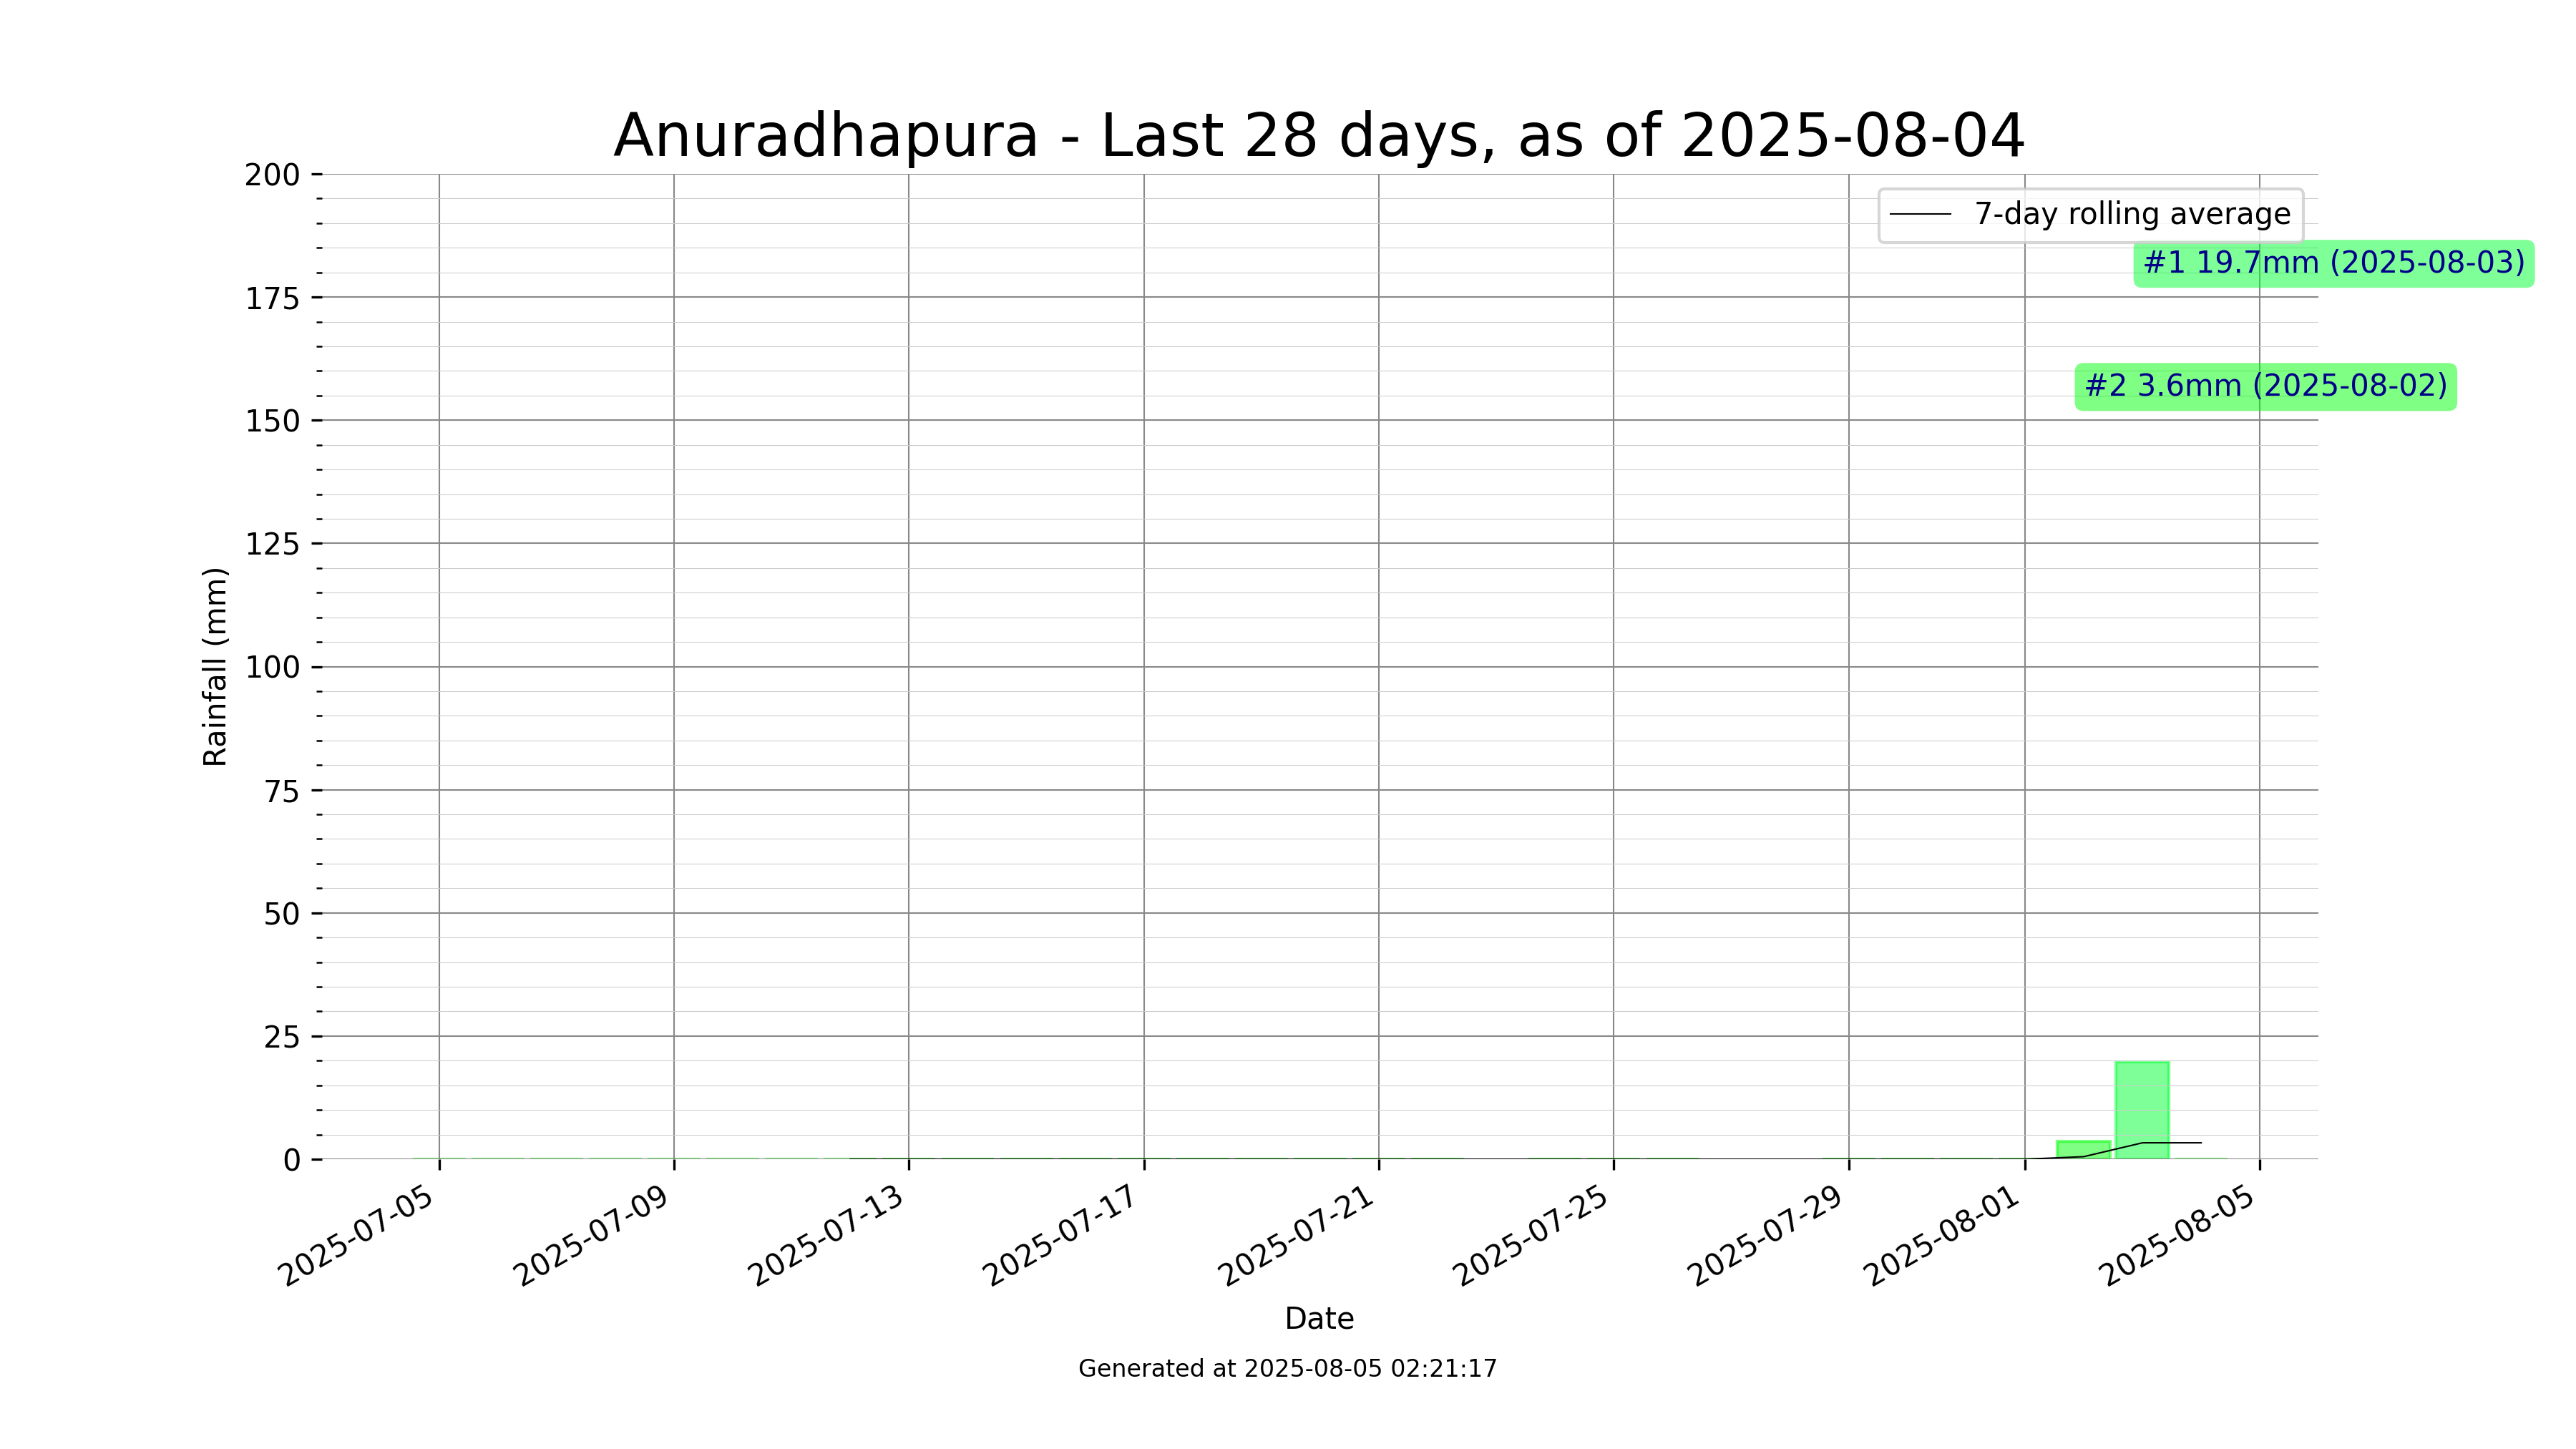 Anuradhapura - Last 28 days, as of 2025-08-04
200
175
150
125
100
75
50
25
0
Rainfall (mm)
7-day rolling average
#1 19.7mm (2025-08-03)
#2 3.6mm (2025-08-02)
2025-07-05
2025-07-09
2025-07-13
2025-07-17
2025-07-21
2025-07-25
2025-07-29
2025-08-01
2025-08-05
Date
Generated at 2025-08-05 02:21:17